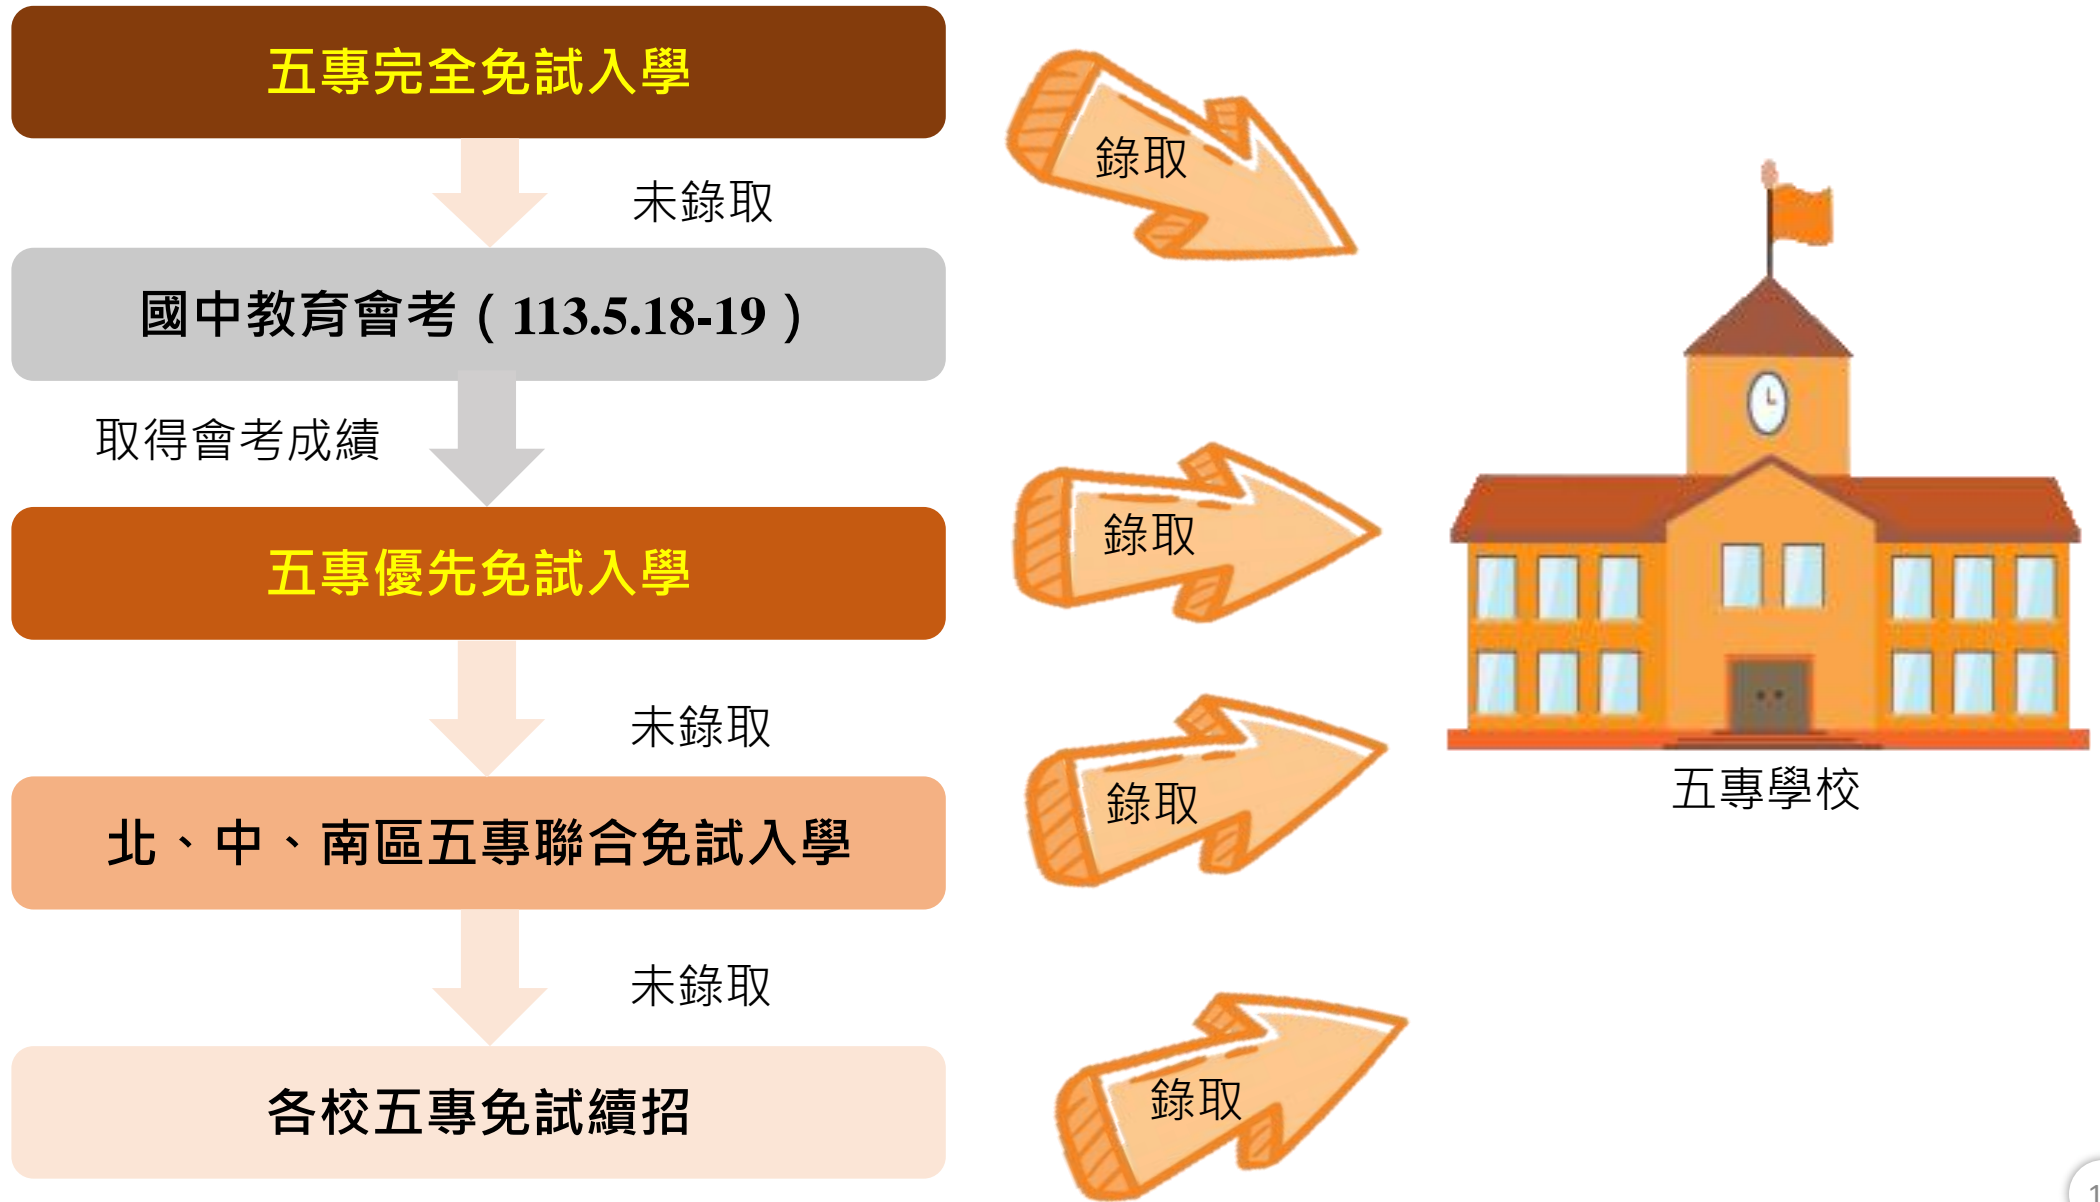 五專完全免試入學
錄取
未錄取
國中教育會考（113.5.18-19）
取得會考成績
五專優先免試入學
錄取
未錄取
北、中、南區五專聯合免試入學
錄取
五專學校
未錄取
各校五專免試續招
錄取